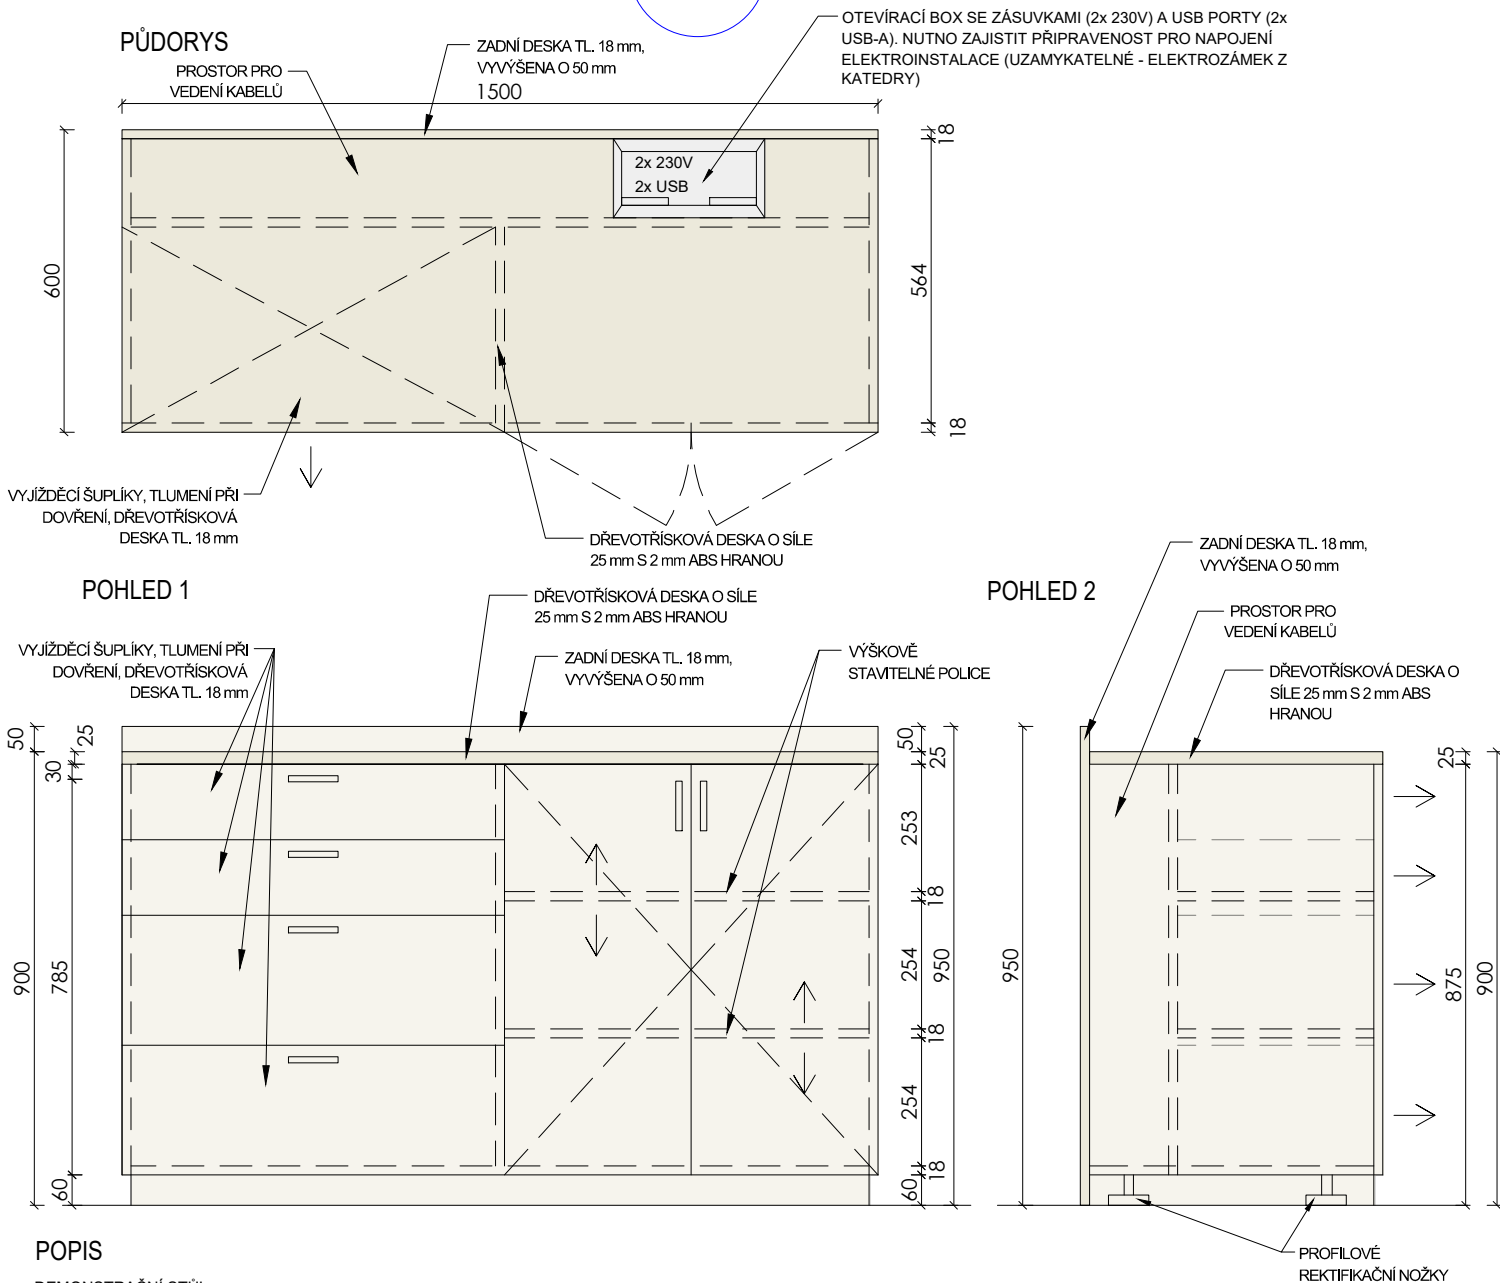 PŮDORYS
PROSTOR PRO
VEDENÍ KABELŮ
ZADNÍ DESKA TL. 18 mm,
VYVÝŠENA O 50 mm
OTEVÍRACÍ BOX SE ZÁSUVKAMI (2x 230V) A USB PORTY (2x
USB-A). NUTNO ZAJISTIT PŘIPRAVENOST PRO NAPOJENÍ
ELEKTROINSTALACE (UZAMYKATELNÉ - ELEKTROZÁMEK Z
KATEDRY)
1500
2x 230V
2x USB
600
18
564
18
VYJÍŽDĚCÍ ŠUPLÍKY, TLUMENÍ PŘI
DOVŘENÍ, DŘEVOTŘÍSKOVÁ
DESKA TL. 18 mm
DŘEVOTŘÍSKOVÁ DESKA O SÍLE
25 mm S 2 mm ABS HRANOU
POHLED 1
DŘEVOTŘÍSKOVÁ DESKA O SÍLE
25 mm S 2 mm ABS HRANOU
VYJÍŽDĚCÍ ŠUPLÍKY, TLUMENÍ PŘI
DOVŘENÍ, DŘEVOTŘÍSKOVÁ
DESKA TL. 18 mm
ZADNÍ DESKA TL. 18 mm,
VYVÝŠENA O 50 mm
VÝŠKOVĚ
STAVITELNÉ POLICE
50
25
30
900
785
60
50
25
253
18
254
950
18
254
18
60
POHLED 2
ZADNÍ DESKA TL. 18 mm,
VYVÝŠENA O 50 mm
PROSTOR PRO
VEDENÍ KABELŮ
DŘEVOTŘÍSKOVÁ DESKA O
SÍLE 25 mm S 2 mm ABS
HRANOU
950
25
875
900
PROFILOVÉ
REKTIFIKAČNÍ NOŽKY
POPIS